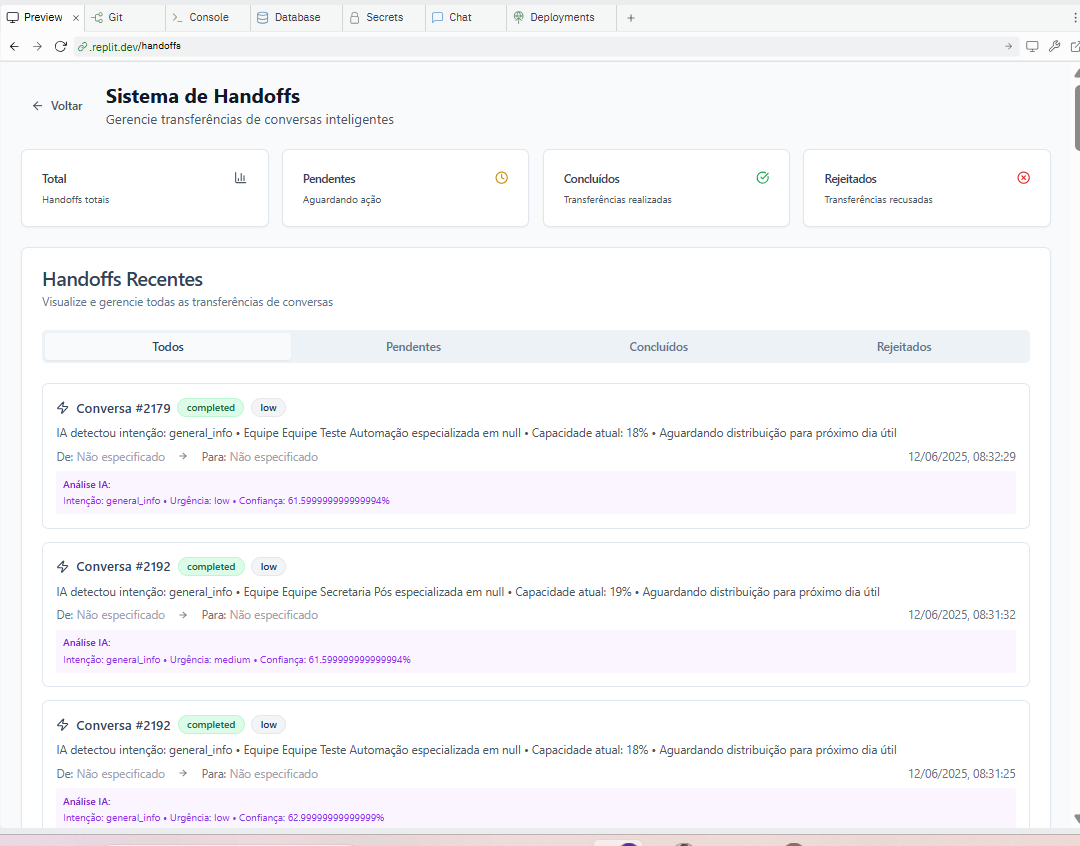 Preview × Git Console Database Secrets Chat Deployments +
.replit.dev/handoffs
Voltar
Sistema de Handoffs
Gerencie transferências de conversas inteligentes
Total
Handoffs totais
Pendentes
Aguardando ação
Concluídos
Transferências realizadas
Rejeitados
Transferências recusadas
Handoffs Recentes
Visualize e gerencie todas as transferências de conversas
Todos Pendentes Concluídos Rejeitados
Conversa #2179 completed low
IA detectou intenção: general_info • Equipe Equipe Teste Automação especializada em null • Capacidade atual: 18% • Aguardando distribuição para próximo dia útil
De: Não especificado → Para: Não especificado 12/06/2025, 08:32:29
Análise IA:
Intenção: general_info • Urgência: low • Confiança: 61.599999999999994%
Conversa #2192 completed low
IA detectou intenção: general_info • Equipe Equipe Secretaria Pós especializada em null • Capacidade atual: 19% • Aguardando distribuição para próximo dia útil
De: Não especificado → Para: Não especificado 12/06/2025, 08:31:32
Análise IA:
Intenção: general_info • Urgência: medium • Confiança: 61.599999999999994%
Conversa #2192 completed low
IA detectou intenção: general_info • Equipe Equipe Teste Automação especializada em null • Capacidade atual: 18% • Aguardando distribuição para próximo dia útil
De: Não especificado → Para: Não especificado 12/06/2025, 08:31:25
Análise IA:
Intenção: general_info • Urgência: low • Confiança: 62.99999999999999%